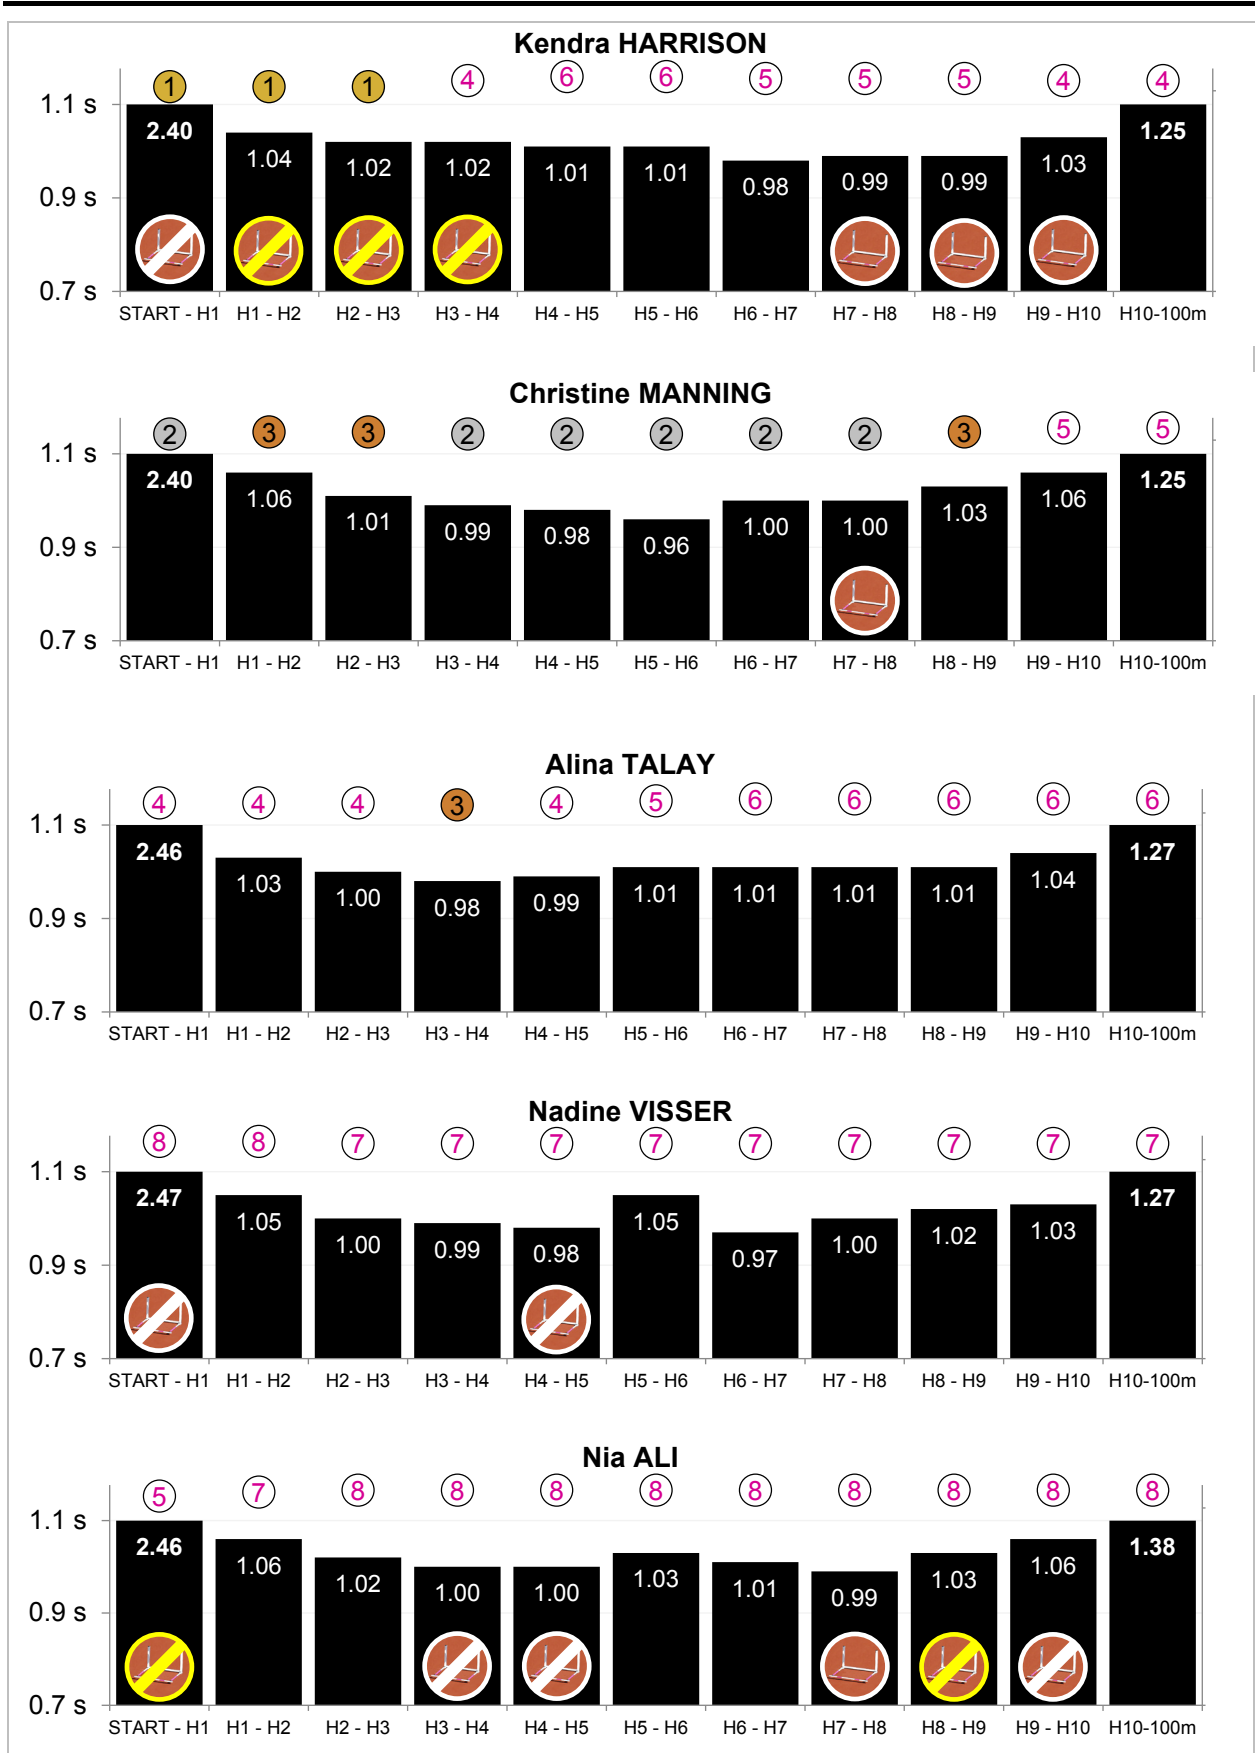 Kendra HARRISON
1 1 1 4 6 6 5 5 5 4 4
1.1 s
2.40 1.04 1.02 1.02 1.01 1.01 0.98 0.99 0.99 1.03 1.25
0.9 s
0.7 s
START - H1 H1 - H2 H2 - H3 H3 - H4 H4 - H5 H5 - H6 H6 - H7 H7 - H8 H8 - H9 H9 - H10 H10-100m
Christine MANNING
2 3 3 2 2 2 2 2 3 5 5
1.1 s
2.40 1.06 1.01 0.99 0.98 0.96 1.00 1.00 1.03 1.06 1.25
0.9 s
0.7 s
START - H1 H1 - H2 H2 - H3 H3 - H4 H4 - H5 H5 - H6 H6 - H7 H7 - H8 H8 - H9 H9 - H10 H10-100m
Alina TALAY
4 4 4 3 4 5 6 6 6 6 6
1.1 s
2.46 1.03 1.00 0.98 0.99 1.01 1.01 1.01 1.01 1.04 1.27
0.9 s
0.7 s
START - H1 H1 - H2 H2 - H3 H3 - H4 H4 - H5 H5 - H6 H6 - H7 H7 - H8 H8 - H9 H9 - H10 H10-100m
Nadine VISSER
8 8 7 7 7 7 7 7 7 7 7
1.1 s
2.47 1.05 1.00 0.99 0.98 1.05 0.97 1.00 1.02 1.03 1.27
0.9 s
0.7 s
START - H1 H1 - H2 H2 - H3 H3 - H4 H4 - H5 H5 - H6 H6 - H7 H7 - H8 H8 - H9 H9 - H10 H10-100m
Nia ALI
5 7 8 8 8 8 8 8 8 8 8
1.1 s
2.46 1.06 1.02 1.00 1.00 1.03 1.01 0.99 1.03 1.06 1.38
0.9 s
0.7 s
START - H1 H1 - H2 H2 - H3 H3 - H4 H4 - H5 H5 - H6 H6 - H7 H7 - H8 H8 - H9 H9 - H10 H10-100m